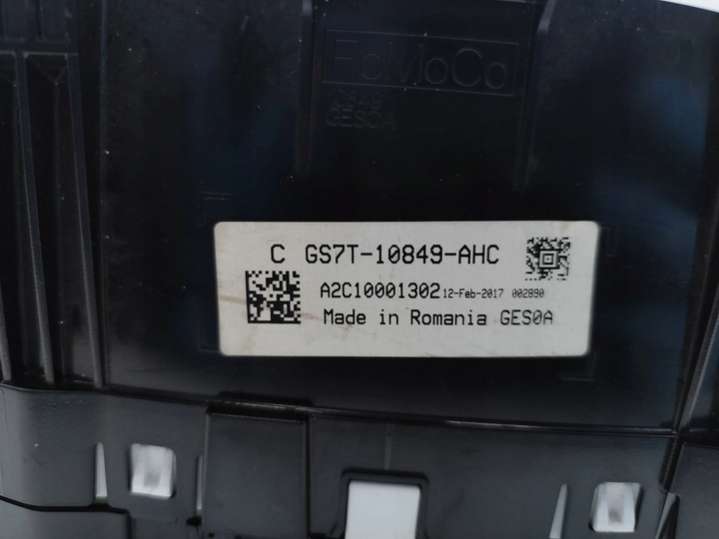 FoMoCo
GES0A
C GS7T-10849-AHC
A2C10001302 12-Feb-2017 002890
Made in Romania GES0A